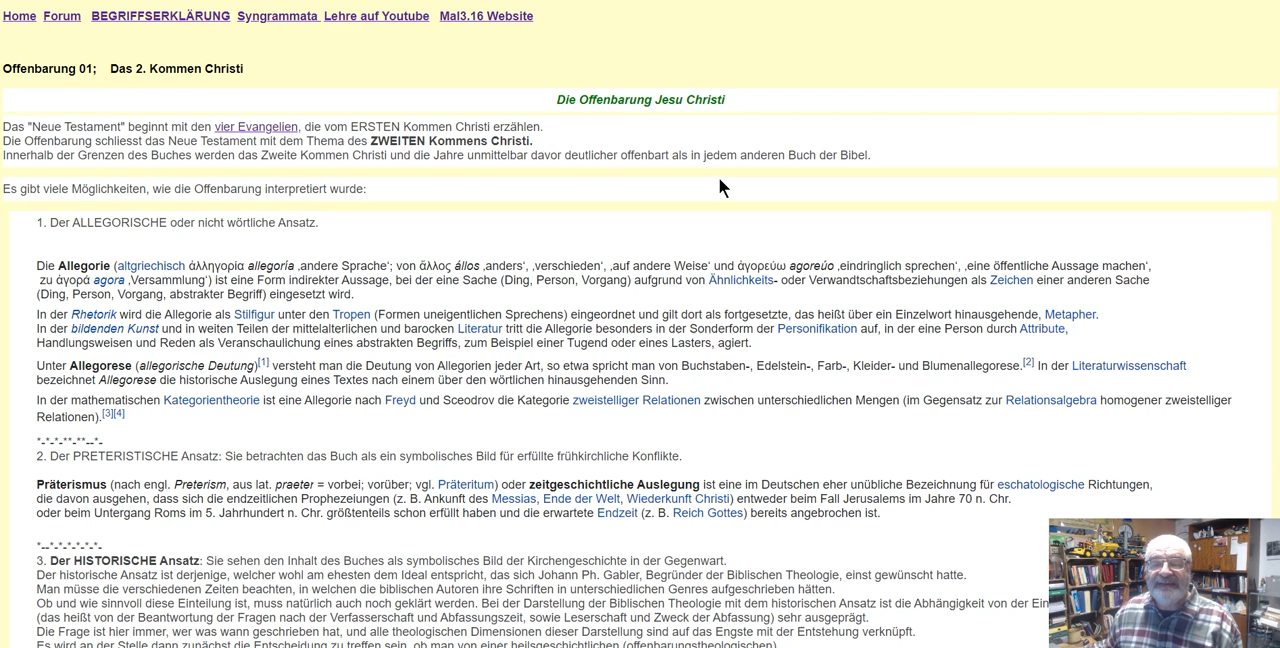 Home Forum BEGRIFFSERKLÄRUNG Syngrammata Lehre auf Youtube Mal3.16 Website
Offenbarung 01; Das 2. Kommen Christi
Die Offenbarung Jesu Christi
Das "Neue Testament" beginnt mit den vier Evangelien, die vom ERSTEN Kommen Christi erzählen.
Die Offenbarung schliesst das Neue Testament mit dem Thema des ZWEITEN Kommens Christi.
Innerhalb der Grenzen des Buches werden das Zweite Kommen Christi und die Jahre unmittelbar davor deutlicher offenbart als in jedem anderen Buch der Bibel.
Es gibt viele Möglichkeiten, wie die Offenbarung interpretiert wurde:
1. Der ALLEGORISCHE oder nicht wörtliche Ansatz.
Die Allegorie (altgriechisch ἀλληγορία allegoría ‚andere Sprache‘; von ἄλλος állos ‚anders‘, ‚verschieden‘, ‚auf andere Weise‘ und ἀγορεύω agoreúo ‚eindringlich sprechen‘, ‚eine öffentliche Aussage machen‘,
zu ἀγορά agora ‚Versammlung‘) ist eine Form indirekter Aussage, bei der eine Sache (Ding, Person, Vorgang) aufgrund von Ähnlichkeits- oder Verwandtschaftsbeziehungen als Zeichen einer anderen Sache
(Ding, Person, Vorgang, abstrakter Begriff) eingesetzt wird.
In der Rhetorik wird die Allegorie als Stilfigur unter den Tropen (Formen uneigentlichen Sprechens) eingeordnet und gilt dort als fortgesetzte, das heißt über ein Einzelwort hinausgehende, Metapher.
In der bildenden Kunst und in weiten Teilen der mittelalterlichen und barocken Literatur tritt die Allegorie besonders in der Sonderform der Personifikation auf, in der eine Person durch Attribute,
Handlungsweisen und Reden als Veranschaulichung eines abstrakten Begriffs, zum Beispiel einer Tugend oder eines Lasters, agiert.
Unter Allegorese (allegorische Deutung)[1] versteht man die Deutung von Allegorien jeder Art, so etwa spricht man von Buchstaben-, Edelstein-, Farb-, Kleider- und Blumenallegorese.[2] In der Literaturwissenschaft
bezeichnet Allegorese die historische Auslegung eines Textes nach einem über den wörtlichen hinausgehenden Sinn.
In der mathematischen Kategorientheorie ist eine Allegorie nach Freyd und Sceodrov die Kategorie zweistelliger Relationen zwischen unterschiedlichen Mengen (im Gegensatz zur Relationsalgebra homogener zweistelliger
Relationen).[3][4]
*-*-*-**-**--*-
2. Der PRETERISTISCHE Ansatz: Sie betrachten das Buch als ein symbolisches Bild für erfüllte frühkirchliche Konflikte.
Präterismus (nach engl. Preterism, aus lat. praeter = vorbei; vorüber; vgl. Präteritum) oder zeitgeschichtliche Auslegung ist eine im Deutschen eher unübliche Bezeichnung für eschatologische Richtungen,
die davon ausgehen, dass sich die endzeitlichen Prophezeiungen (z. B. Ankunft des Messias, Ende der Welt, Wiederkunft Christi) entweder beim Fall Jerusalems im Jahre 70 n. Chr.
oder beim Untergang Roms im 5. Jahrhundert n. Chr. größtenteils schon erfüllt haben und die erwartete Endzeit (z. B. Reich Gottes) bereits angebrochen ist.
*--*-*-*-*-*-*-
3. Der HISTORISCHE Ansatz: Sie sehen den Inhalt des Buches als symbolisches Bild der Kirchengeschichte in der Gegenwart.
Der historische Ansatz ist derjenige, welcher wohl am ehesten dem Ideal entspricht, das sich Johann Ph. Gabler, Begründer der Biblischen Theologie, einst gewünscht hatte.
Man müsse die verschiedenen Zeiten beachten, in welchen die biblischen Autoren ihre Schriften in unterschiedlichen Genres aufgeschrieben hätten.
Ob und wie sinnvoll diese Einteilung ist, muss natürlich auch noch geklärt werden. Bei der Darstellung der Biblischen Theologie mit dem historischen Ansatz ist die Abhängigkeit von der Ein
(das heißt von der Beantwortung der Fragen nach der Verfasserschaft und Abfassungszeit, sowie Leserschaft und Zweck der Abfassung) sehr ausgeprägt.
Die Frage ist hier immer, wer was wann geschrieben hat, und alle theologischen Dimensionen dieser Darstellung sind auf das Engste mit der Entstehung verknüpft.
Es wird an der Stelle dann zunächst die Entscheidung zu treffen sein, ob man von einer heilsgeschichtlichen (offenbarungstheologischen)